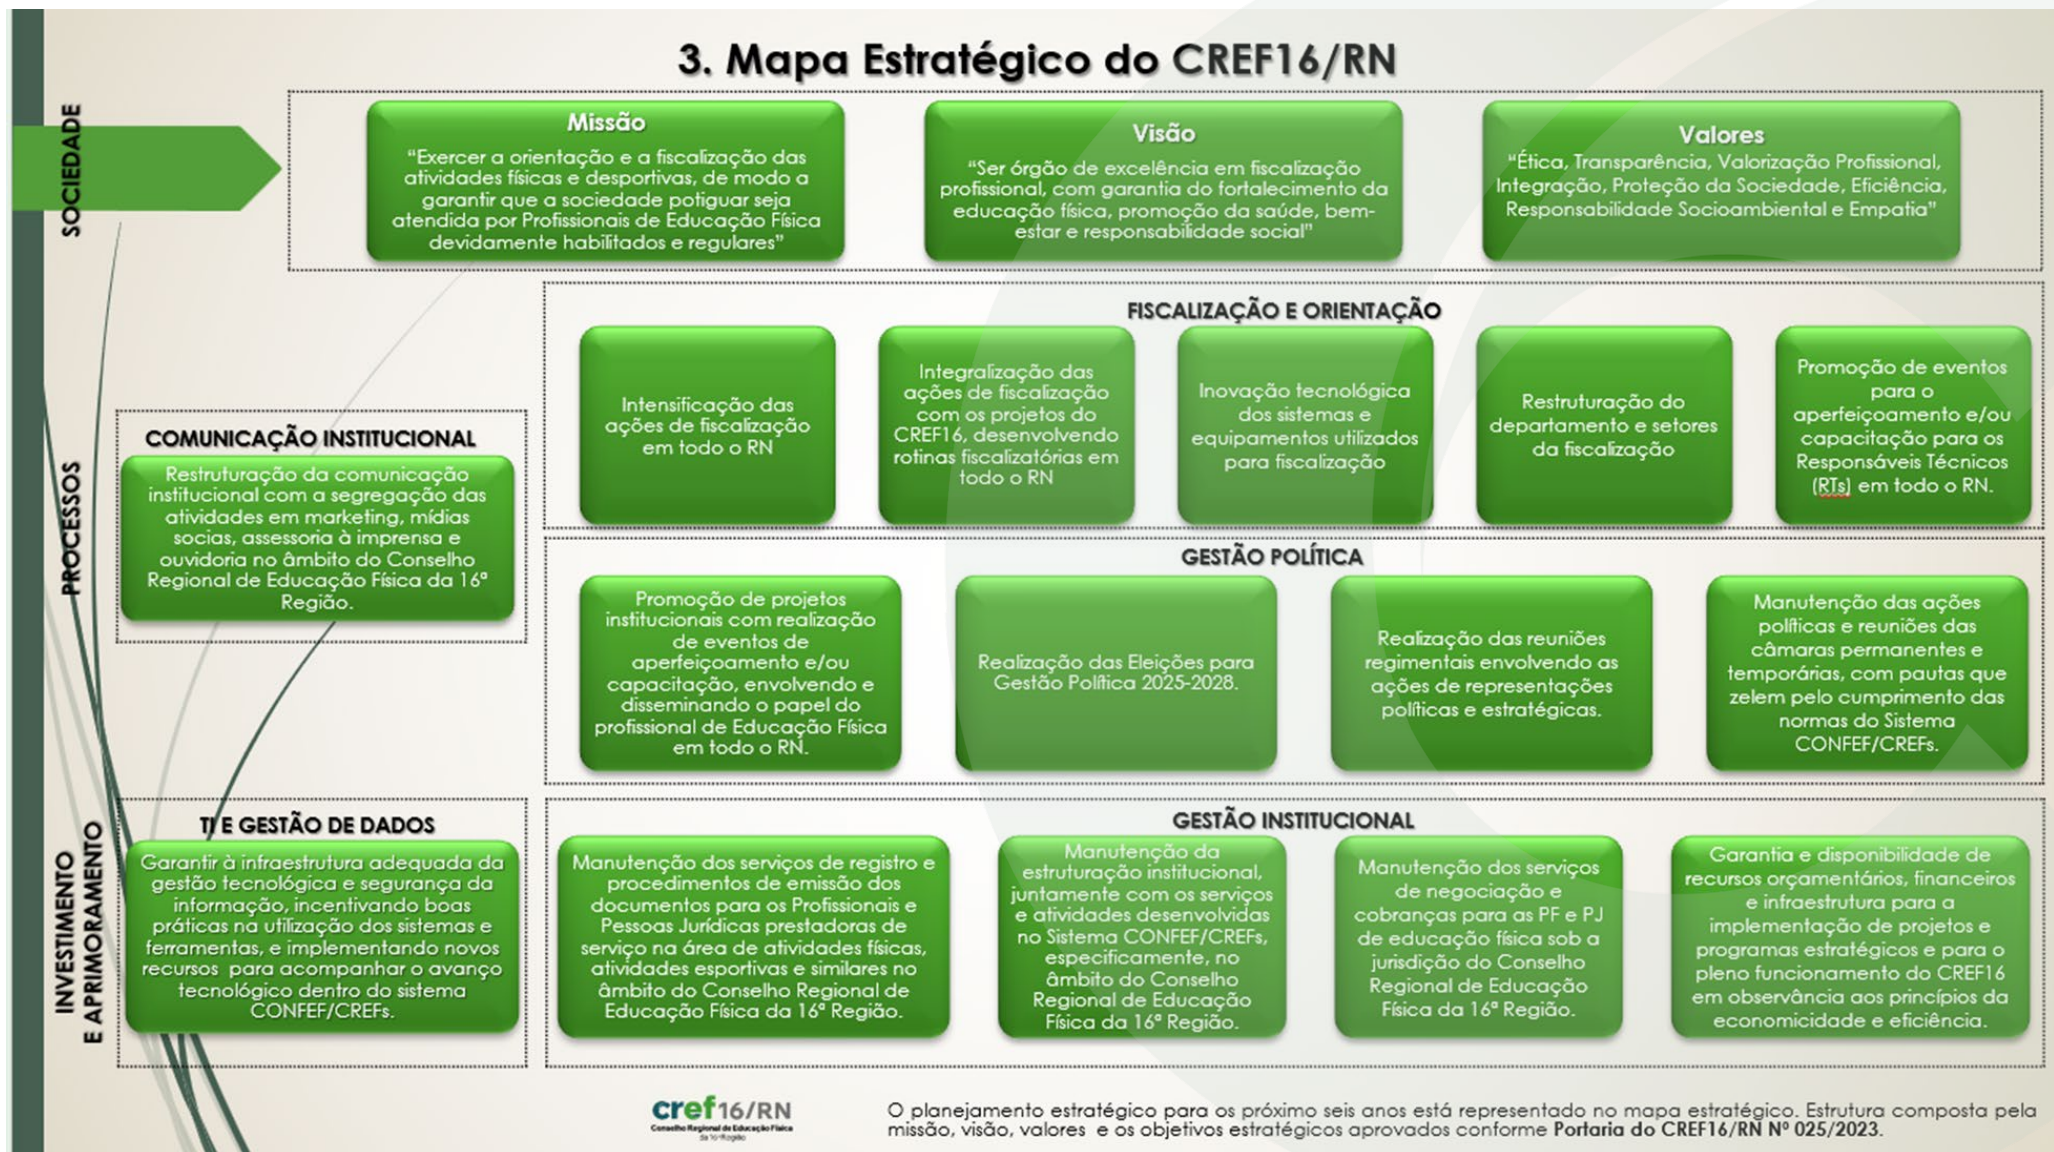 3. Mapa Estratégico do CREF16/RN
SOCIEDADE
Missão
“Exercer a orientação e a fiscalização das
atividades físicas e desportivas, de modo a
garantir que a sociedade potiguar seja
atendida por Profissionais de Educação Física
devidamente habilitados e regulares”
Visão
“Ser órgão de excelência em fiscalização
profissional, com garantia do fortalecimento da
educação física, promoção da saúde, bem-
estar e responsabilidade social”
Valores
“Ética, Transparência, Valorização Profissional,
Integração, Proteção da Sociedade, Eficiência,
Responsabilidade Socioambiental e Empatia”
PROCESSOS
COMUNICAÇÃO INSTITUCIONAL
Restruturação da comunicação
institucional com a segregação das
atividades em marketing, mídias
socias, assessoria à imprensa e
ouvidoria no âmbito do Conselho
Regional de Educação Física da 16ª
Região.
FISCALIZAÇÃO E ORIENTAÇÃO
Intensificação das
ações de fiscalização
em todo o RN
Integralização das
ações de fiscalização
com os projetos do
CREF16, desenvolvendo
rotinas fiscalizatórias em
todo o RN
Inovação tecnológica
dos sistemas e
equipamentos utilizados
para fiscalização
Restruturação do
departamento e setores
da fiscalização
Promoção de eventos
para o
aperfeiçoamento e/ou
capacitação para os
Responsáveis Técnicos
(RTs) em todo o RN.
GESTÃO POLÍTICA
Promoção de projetos
institucionais com realização
de eventos de
aperfeiçoamento e/ou
capacitação, envolvendo e
disseminando o papel do
profissional de Educação Física
em todo o RN.
Realização das Eleições para
Gestão Política 2025-2028.
Realização das reuniões
regimentais envolvendo as
ações de representações
políticas e estratégicas.
Manutenção das ações
políticas e reuniões das
câmaras permanentes e
temporárias, com pautas que
zelem pelo cumprimento das
normas do Sistema
CONFEF/CREFs.
INVESTIMENTO
E APRIMORAMENTO
TI E GESTÃO DE DADOS
Garantir à infraestrutura adequada da
gestão tecnológica e segurança da
informação, incentivando boas
práticas na utilização dos sistemas e
ferramentas, e implementando novos
recursos para acompanhar o avanço
tecnológico dentro do sistema
CONFEF/CREFs.
GESTÃO INSTITUCIONAL
Manutenção dos serviços de registro e
procedimentos de emissão dos
documentos para os Profissionais e
Pessoas Jurídicas prestadoras de
serviço na área de atividades físicas,
atividades esportivas e similares no
âmbito do Conselho Regional de
Educação Física da 16ª Região.
Manutenção da
estruturação institucional,
juntamente com os serviços
e atividades desenvolvidas
no Sistema CONFEF/CREFs,
especificamente, no
âmbito do Conselho
Regional de Educação
Física da 16ª Região.
Manutenção dos serviços
de negociação e
cobranças para as PF e PJ
de educação física sob a
jurisdição do Conselho
Regional de Educação
Física da 16ª Região.
Garantia e disponibilidade de
recursos orçamentários, financeiros
e infraestrutura para a
implementação de projetos e
programas estratégicos e para o
pleno funcionamento do CREF16
em observância aos princípios da
economicidade e eficiência.
cref16/RN
Conselho Regional de Educação Física
da 16ª Região
O planejamento estratégico para os próximo seis anos está representado no mapa estratégico. Estrutura composta pela
missão, visão, valores e os objetivos estratégicos aprovados conforme Portaria do CREF16/RN Nº 025/2023.